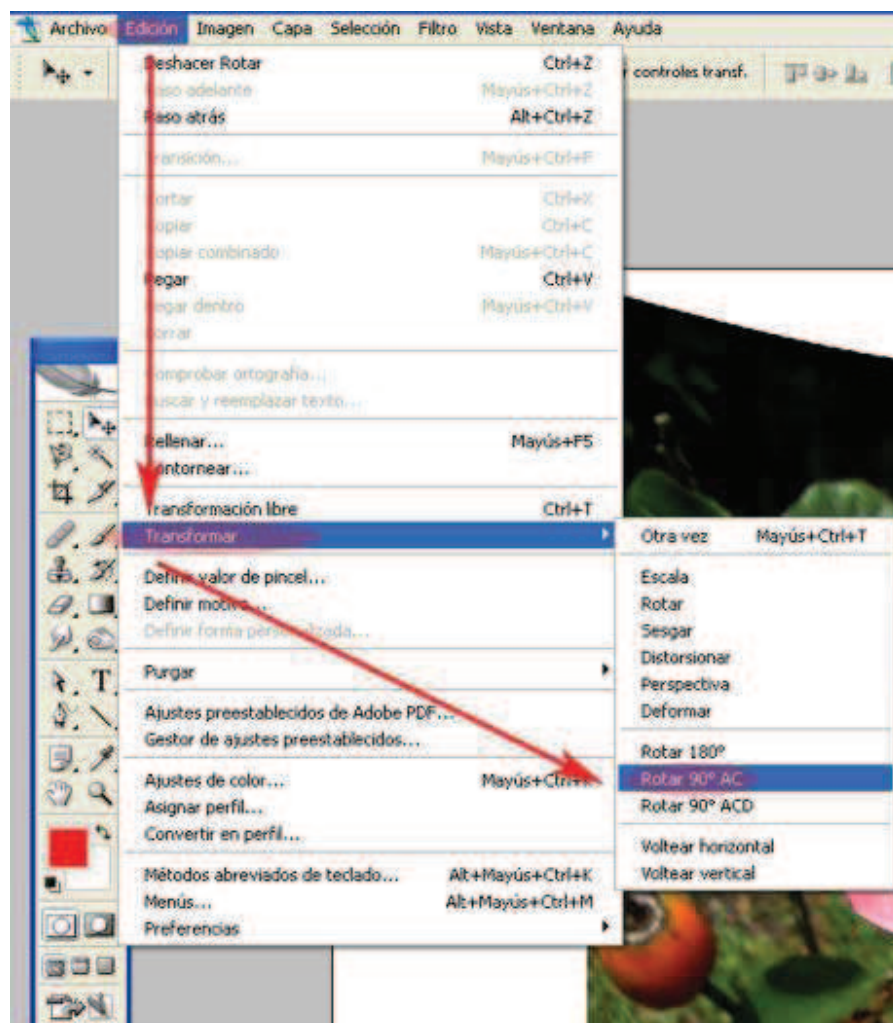 Archivo Edición Imagen Capa Selección Filtro Vista Ventana Ayuda
Deshacer Rotar Ctrl+Z
controles transf.
Paso adelante Mayús+Ctrl+Z
Paso atrás Alt+Ctrl+Z
Transición... Mayús+Ctrl+F
Cortar Ctrl+X
Copiar Ctrl+C
Copiar combinado Mayús+Ctrl+C
Pegar Ctrl+V
Pegar dentro Mayús+Ctrl+V
Borrar
Comprobar ortografía...
Buscar y reemplazar texto...
Rellenar... Mayús+F5
Contornear...
Transformación libre Ctrl+T
Transformar
Otra vez Mayús+Ctrl+T
Escala
Rotar
Sesgar
Distorsionar
Perspectiva
Deformar
Rotar 180°
Rotar 90° AC
Rotar 90° ACD
Voltear horizontal
Voltear vertical
Definir valor de pincel...
Definir motivo...
Definir forma personalizada...
Purgar
Ajustes preestablecidos de Adobe PDF...
Gestor de ajustes preestablecidos...
Ajustes de color... Mayús+Ctrl+K
Asignar perfil...
Convertir en perfil...
Métodos abreviados de teclado... Alt+Mayús+Ctrl+K
Menús... Alt+Mayús+Ctrl+M
Preferencias